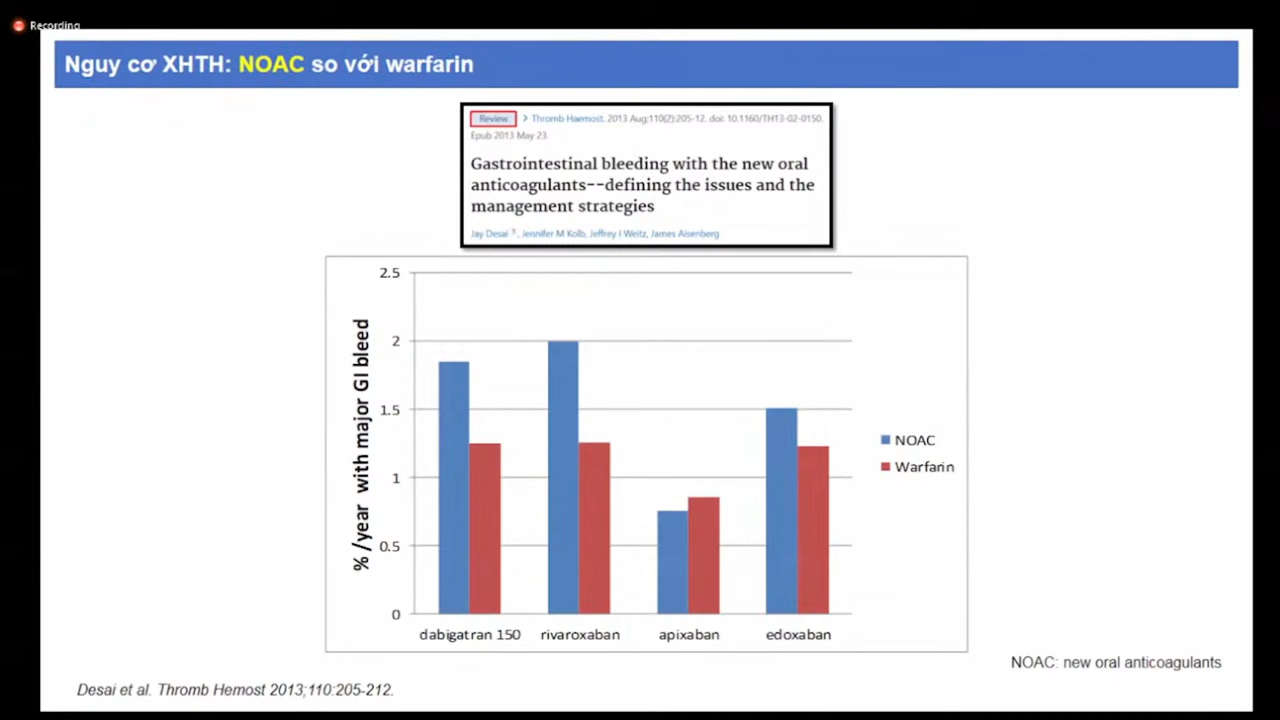 Recording
Nguy cơ XHTH: NOAC so với warfarin
Review > Thromb Haemost. 2013 Aug;110(2):205-12. doi: 10.1160/TH13-02-0150.
Epub 2013 May 23.
Gastrointestinal bleeding with the new oral
anticoagulants--defining the issues and the
management strategies
Jay Desai 1, Jennifer M Kolb, Jeffrey I Weitz, James Aisenberg
% /year with major GI bleed
2.5
2
1.5
1
0.5
0
dabigatran 150 rivaroxaban apixaban edoxaban
NOAC
Warfarin
NOAC: new oral anticoagulants
Desai et al. Thromb Hemost 2013;110:205-212.